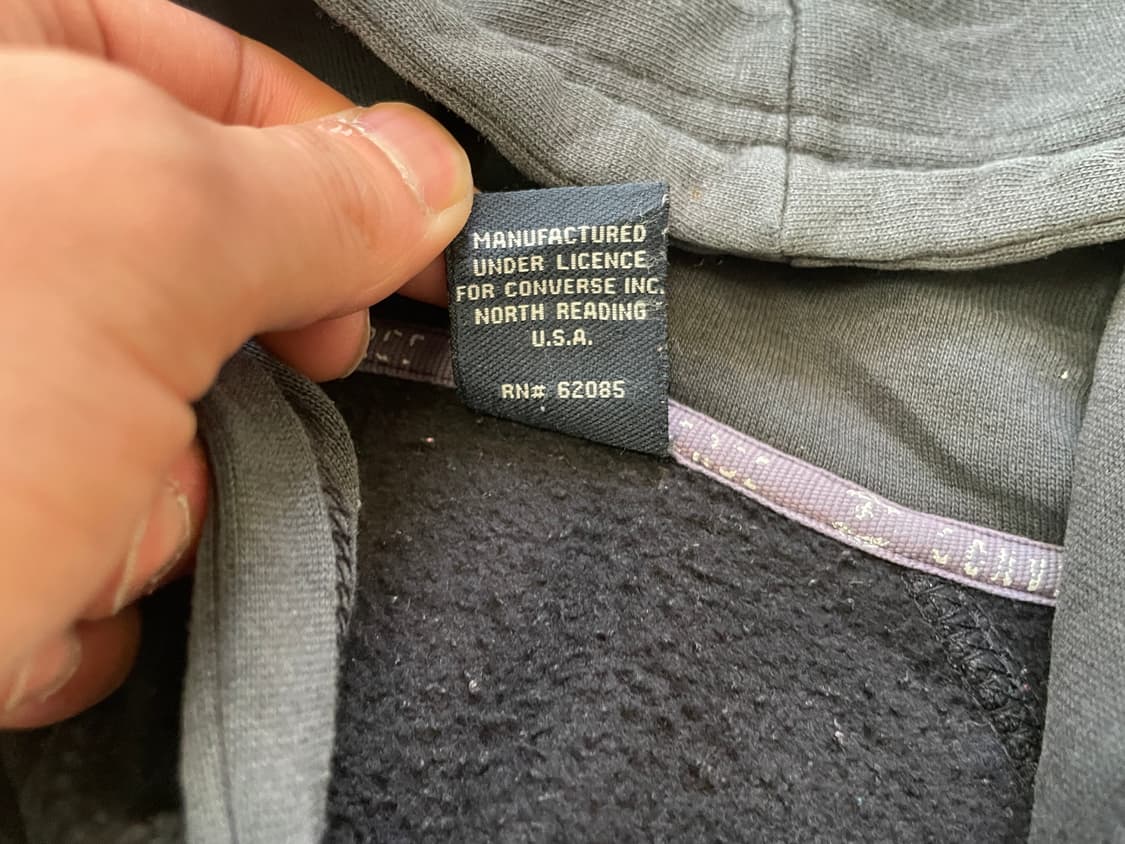 MANUFACTURED
UNDER LICENCE
FOR CONVERSE INC.
NORTH READING
U.S.A.
RN# 62085